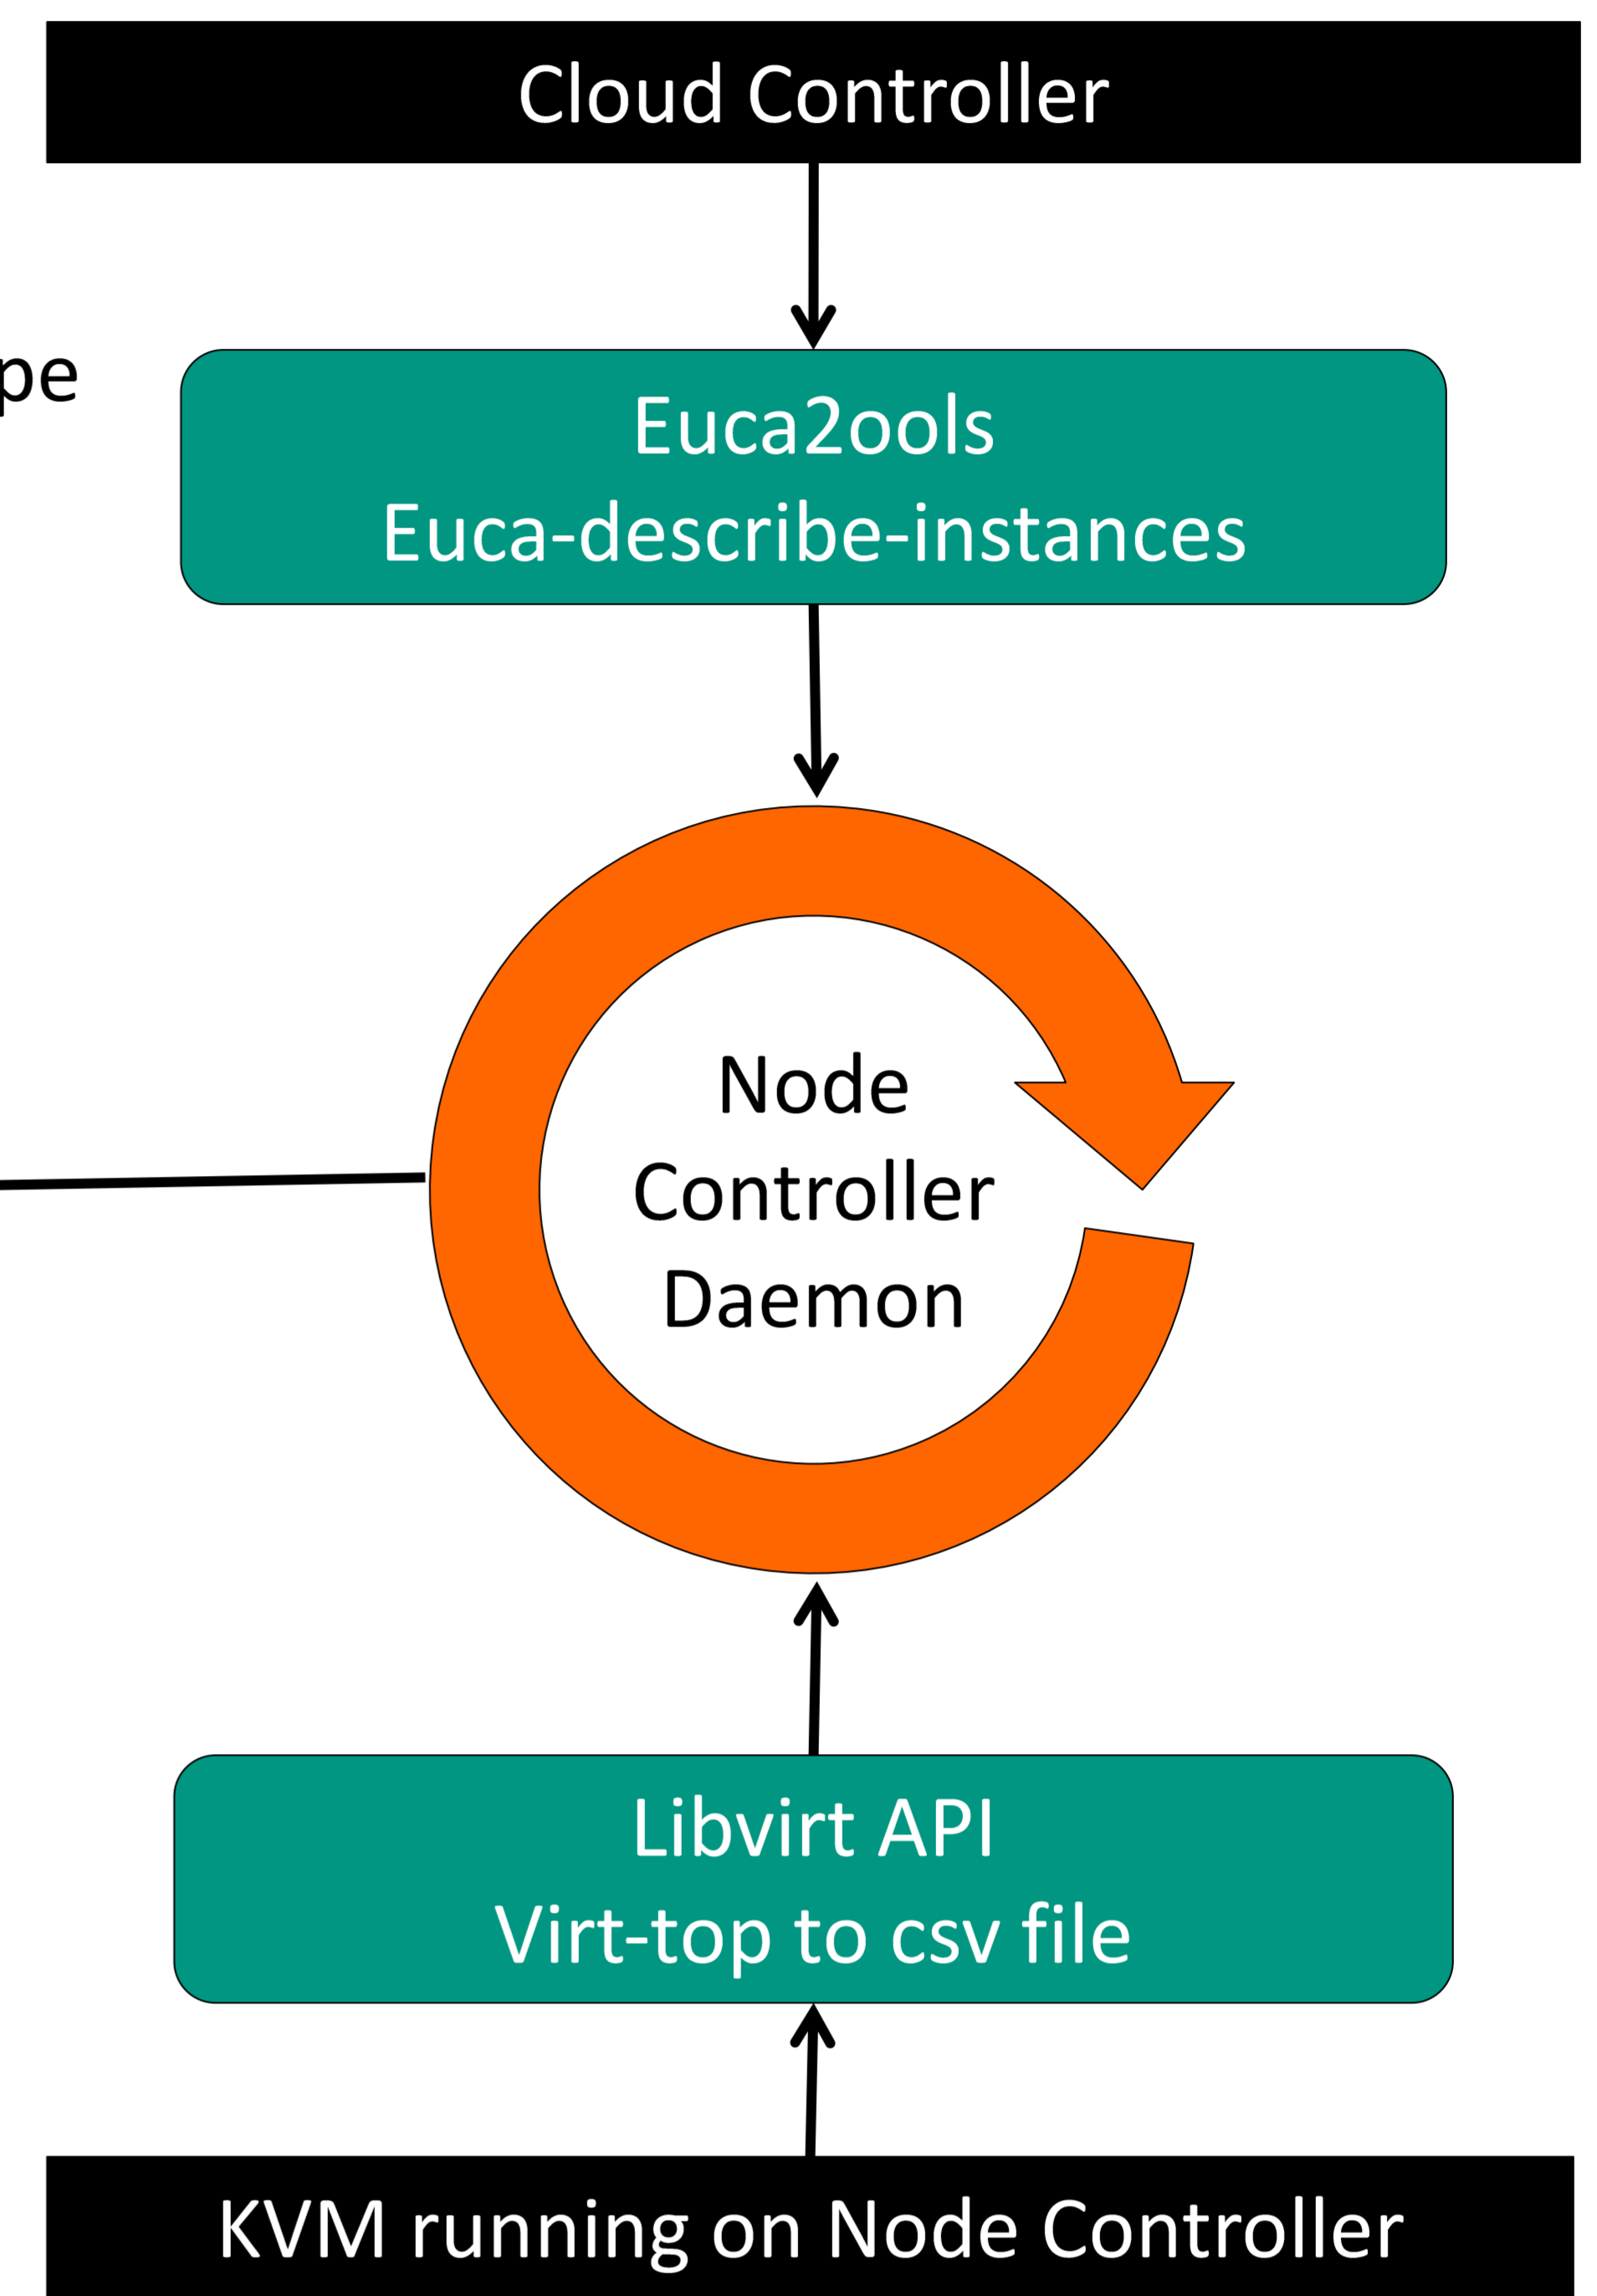 Cloud Controller
Euca2ools
Euca-describe-instances
Node
Controller
Daemon
Libvirt API
Virt-top to csv file
KVM running on Node Controller